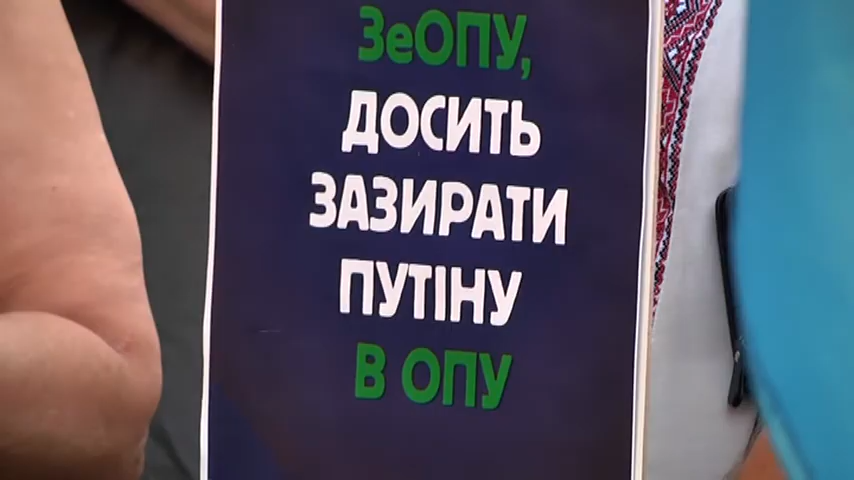 ЗеОПУ,
ДОСИТЬ
ЗАЗИРАТИ
ПУТІНУ
В ОПУ